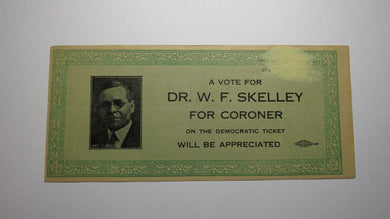 A VOTE FOR
DR. W. F. SKELLEY
FOR CORONER
ON THE DEMOCRATIC TICKET
WILL BE APPRECIATED